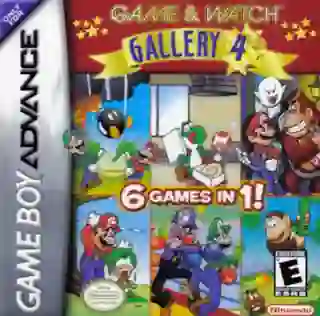 GAME & WATCH
GALLERY 4
GAME BOY ADVANCE
6 GAMES IN 1!
E
Nintendo